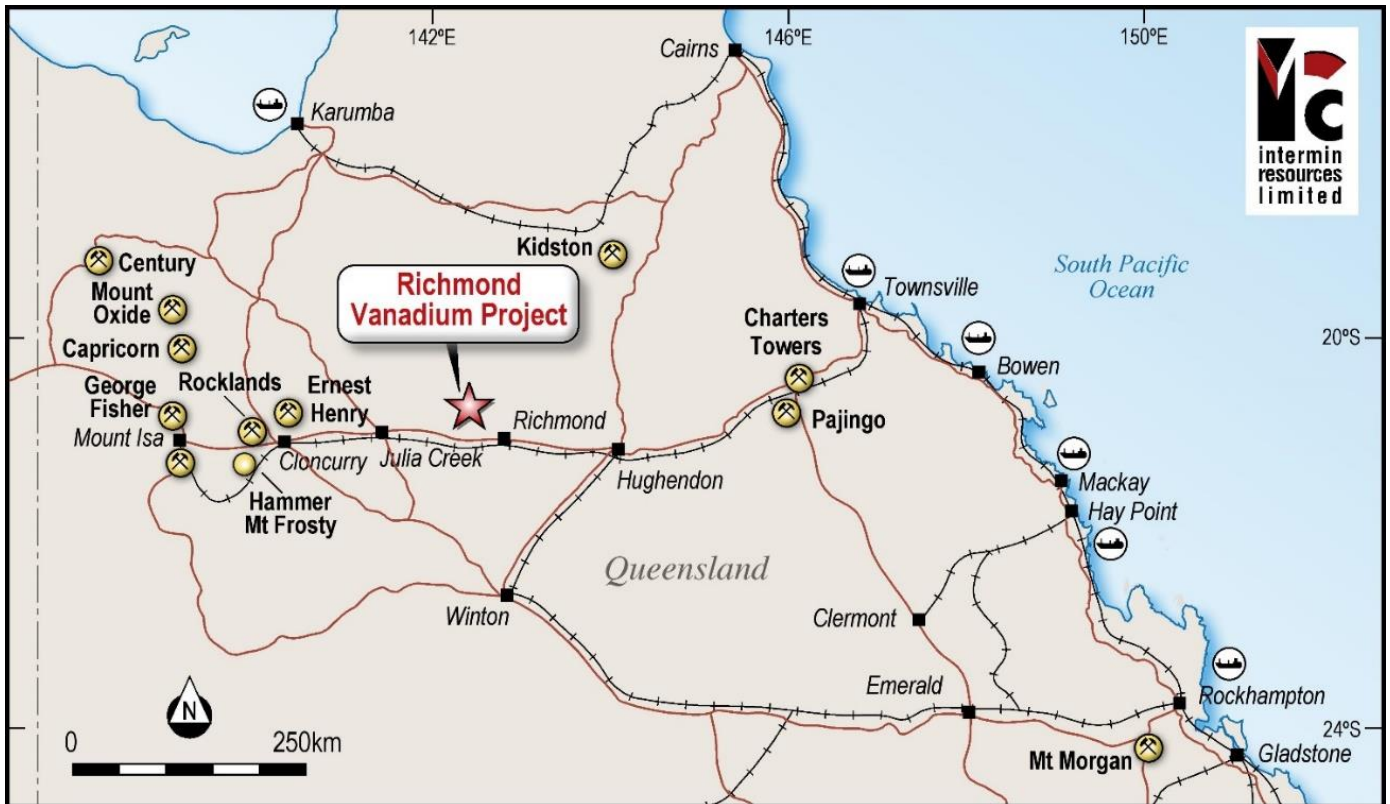 142ºE
146ºE
150ºE
Cairns
Karumba
intermin
resources
limited
Century
Mount
Oxide
Capricorn
George
Fisher
Mount Isa
Rocklands
Ernest
Henry
Cloncurry
Hammer
Mt Frosty
Julia Creek
Richmond
Vanadium Project
Richmond
Kidston
Hughendon
Charters
Towers
Pajingo
Townsville
Bowen
South Pacific
Ocean
20ºS
Mackay
Hay Point
Queensland
Winton
Clermont
Emerald
Rockhampton
24ºS
Gladstone
Mt Morgan
N
0
250km